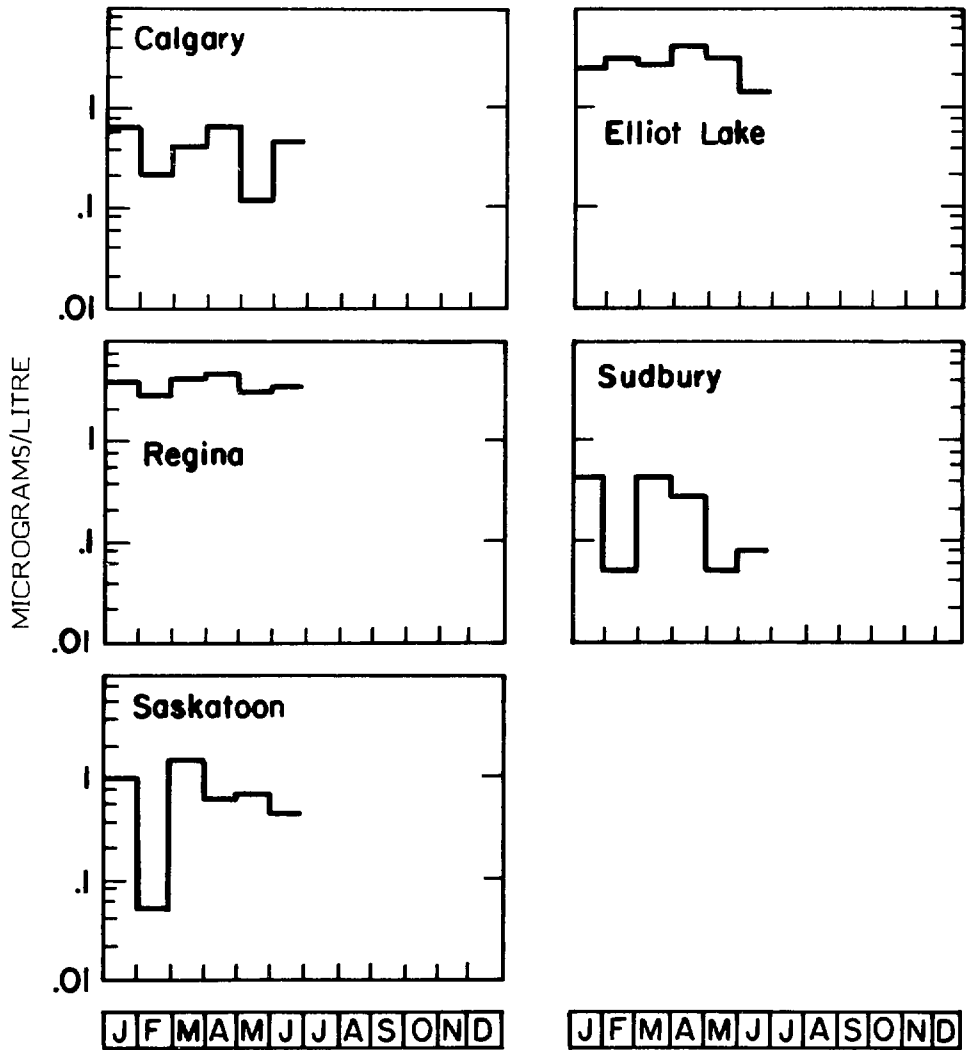 Calgary
1
.1
.01
Elliot Lake
MICROGRAMS/LITRE
Regina
1
.1
.01
Sudbury
Saskatoon
1
.1
.01
J F M A M J J A S O N D
J F M A M J J A S O N D